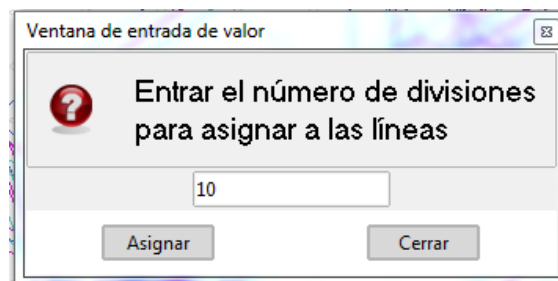 Ventana de entrada de valor
Entrar el número de divisiones
para asignar a las líneas
10
Asignar
Cerrar